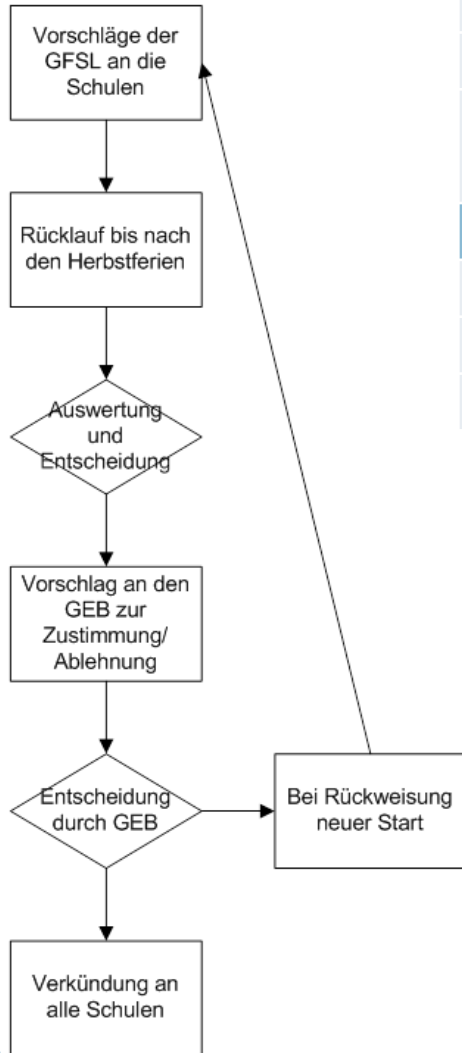 Vorschläge der
GFSL an die
Schulen
Rücklauf bis nach
den Herbstferien
Auswertung
und
Entscheidung
Vorschlag an den
GEB zur
Zustimmung/
Ablehnung
Entscheidung
durch GEB
Bei Rückweisung
neuer Start
Verkündung an
alle Schulen